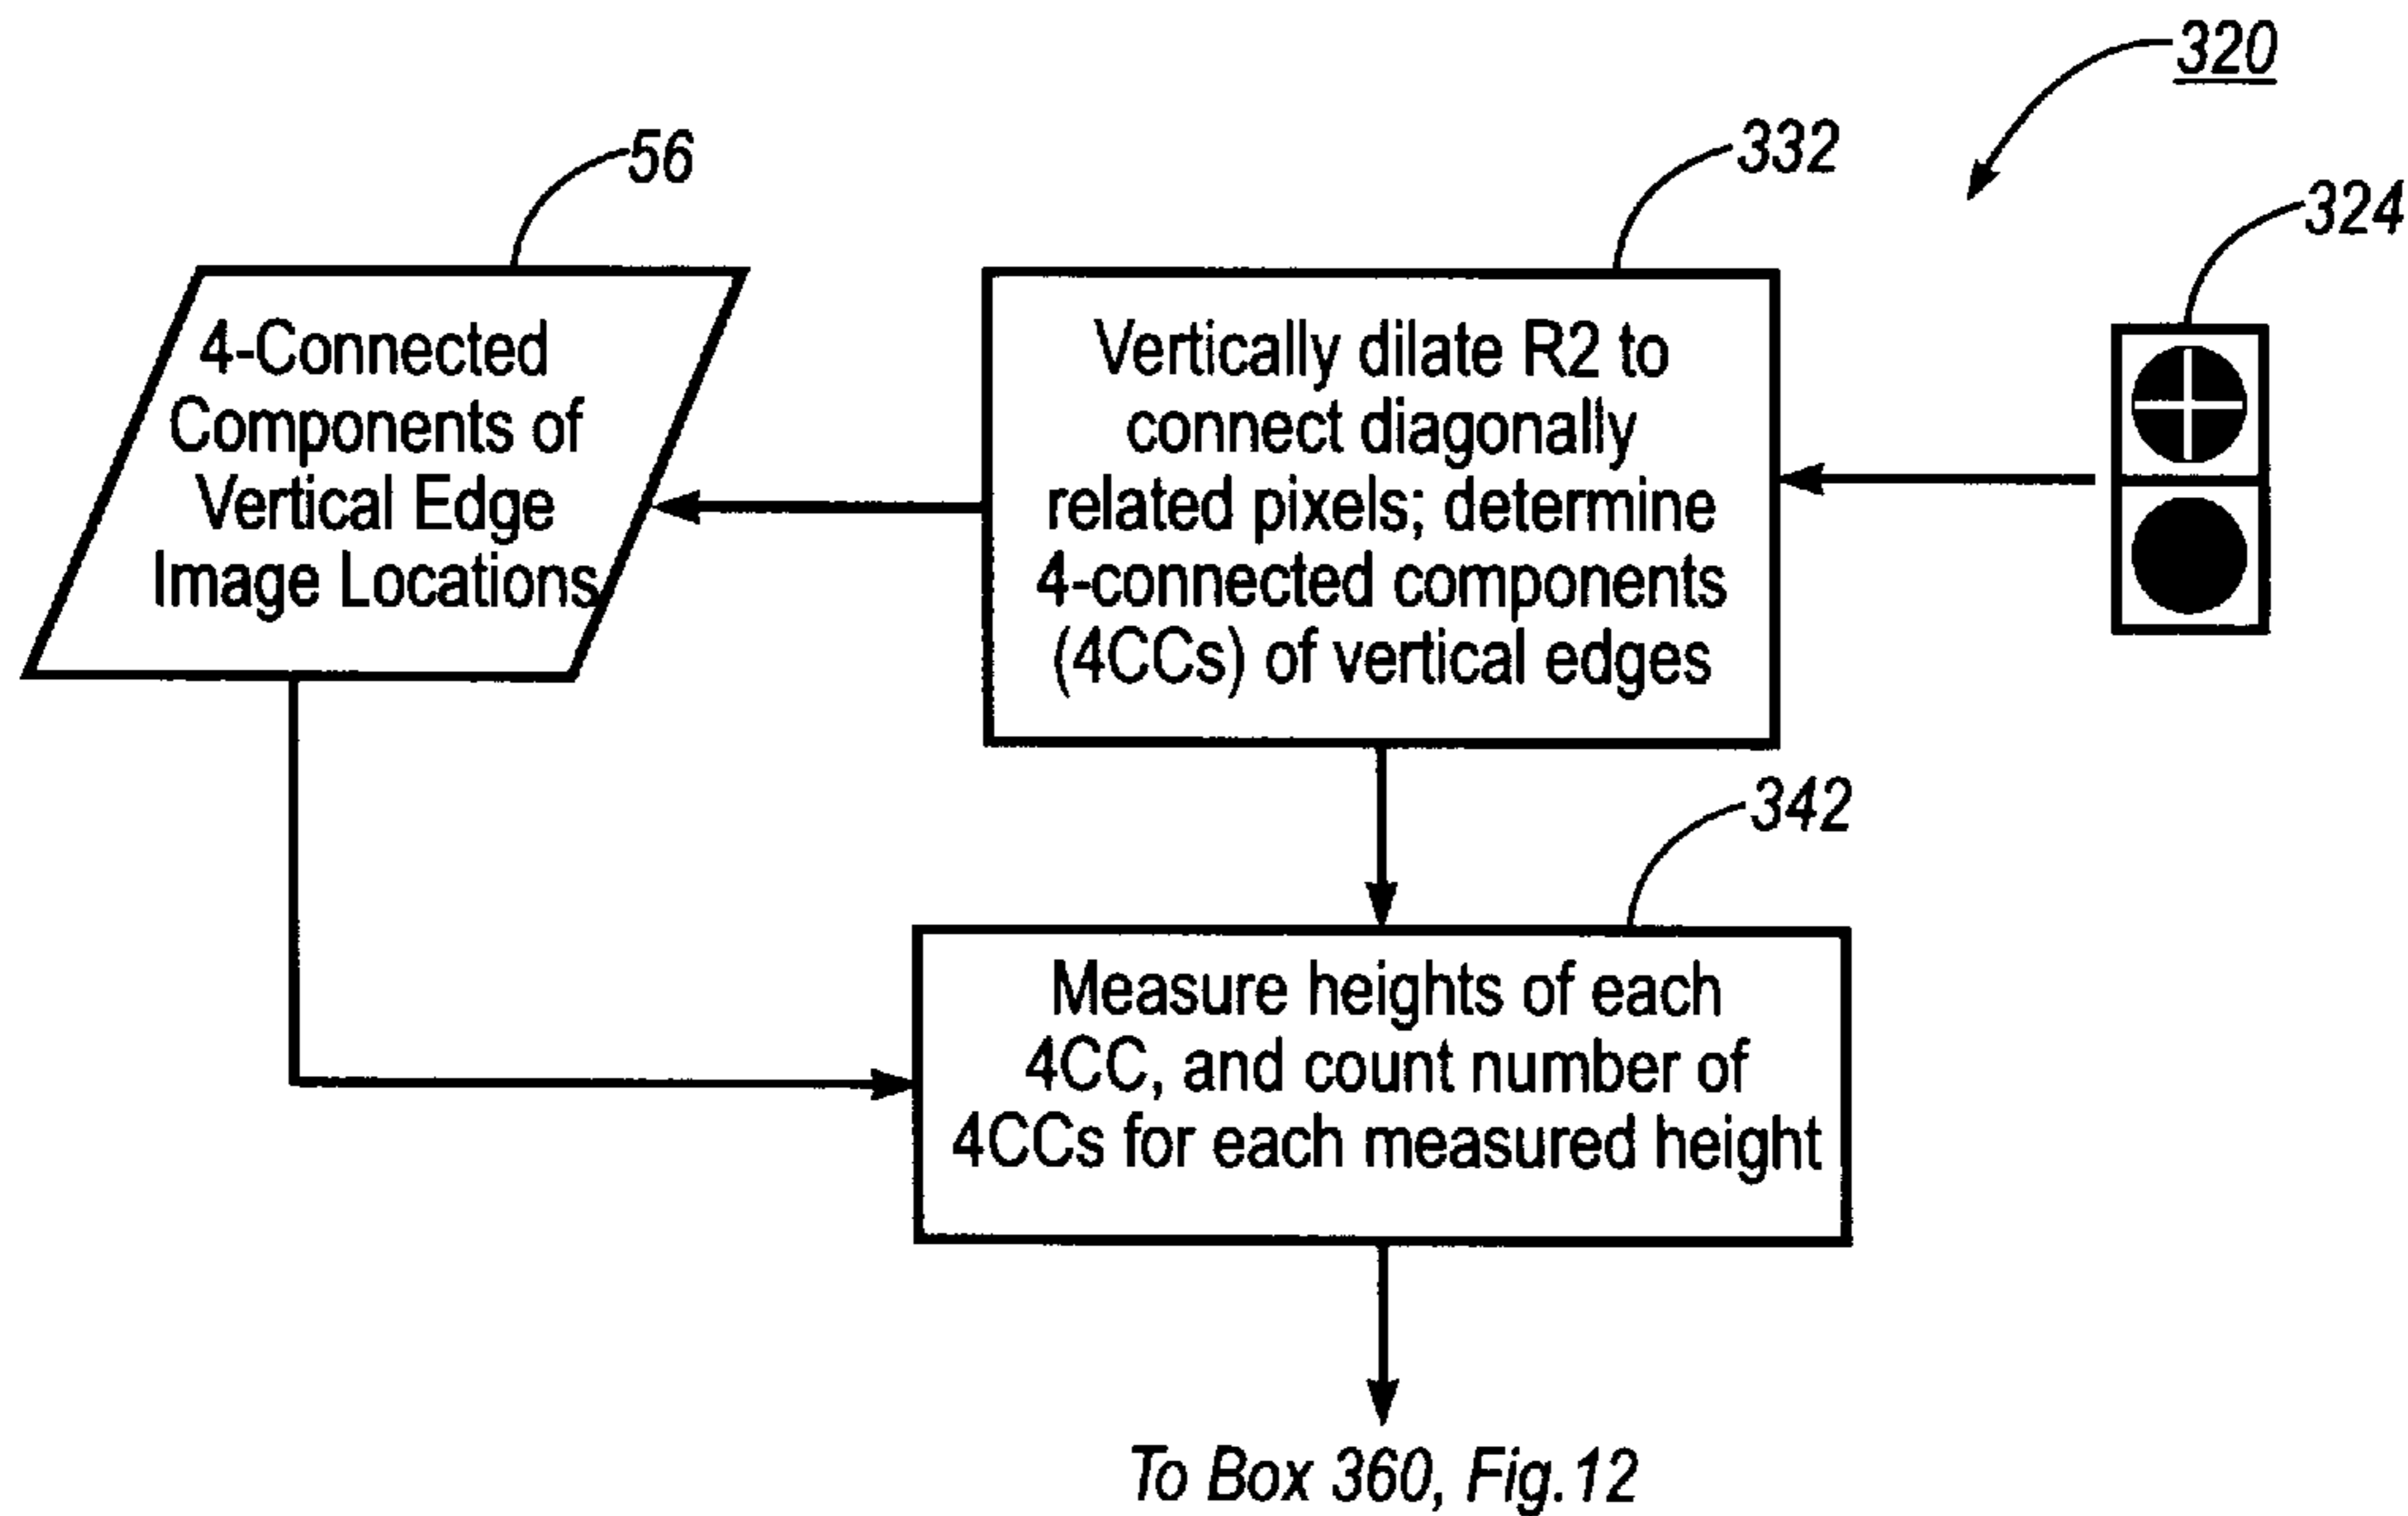 320
56
332
324
4-Connected
Components of
Vertical Edge
Image Locations
Vertically dilate R2 to
connect diagonally
related pixels; determine
4-connected components
(4CCs) of vertical edges
342
Measure heights of each
4CC, and count number of
4CCs for each measured height
To Box 360, Fig.12